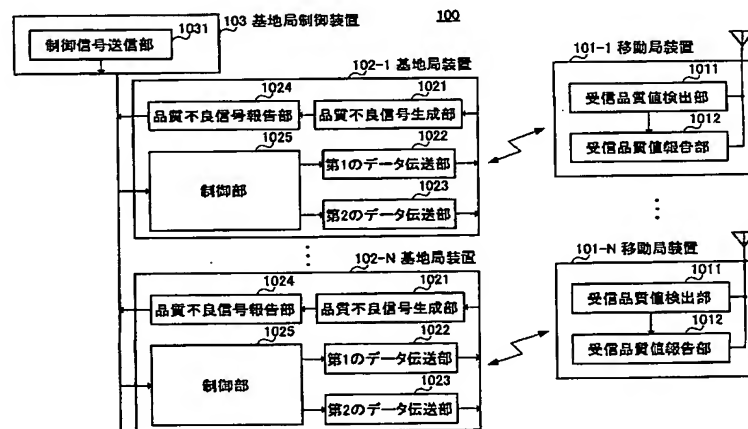 100
103 基地局制御装置
1031
制御信号送信部
102-1 基地局装置
1024
品質不良信号報告部
1021
品質不良信号生成部
1025
制御部
1022
第1のデータ伝送部
1023
第2のデータ伝送部
101-1 移動局装置
1011
受信品質値検出部
1012
受信品質値報告部
102-N 基地局装置
1024
品質不良信号報告部
1021
品質不良信号生成部
1025
制御部
1022
第1のデータ伝送部
1023
第2のデータ伝送部
101-N 移動局装置
1011
受信品質値検出部
1012
受信品質値報告部